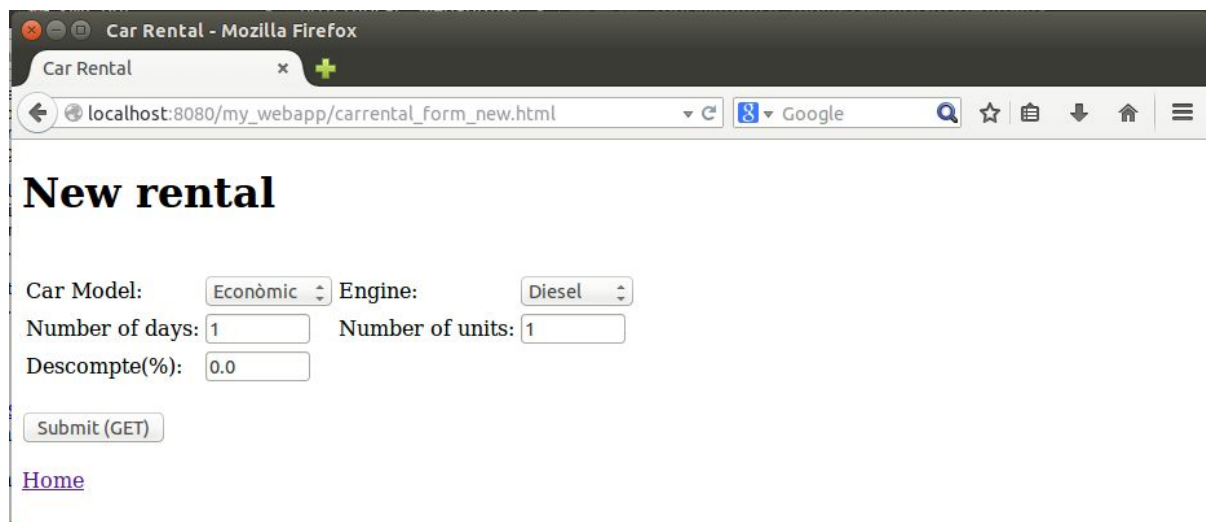 Car Rental - Mozilla Firefox
Car Rental
localhost:8080/my_webapp/carrental_form_new.html
8 Google
New rental
Car Model: Econòmic Engine: Diesel
Number of days: 1 Number of units: 1
Descompte(%): 0.0
Submit (GET)
Home